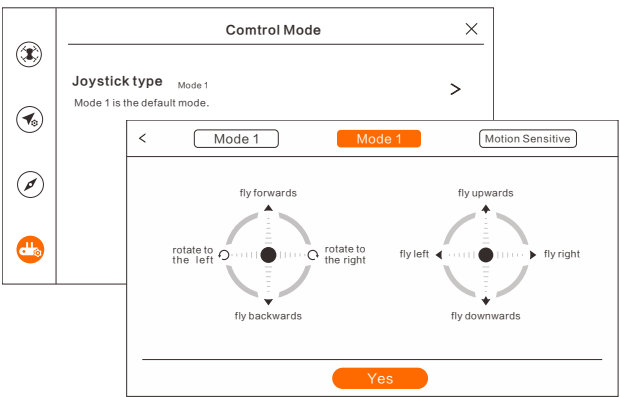 Comtrol Mode
Joystick type Mode 1
Mode 1 is the default mode.
Mode 1 Mode 1 Motion Sensitive
fly forwards
rotate to
the left
rotate to
the right
fly backwards
fly upwards
fly left
fly right
fly downwards
Yes